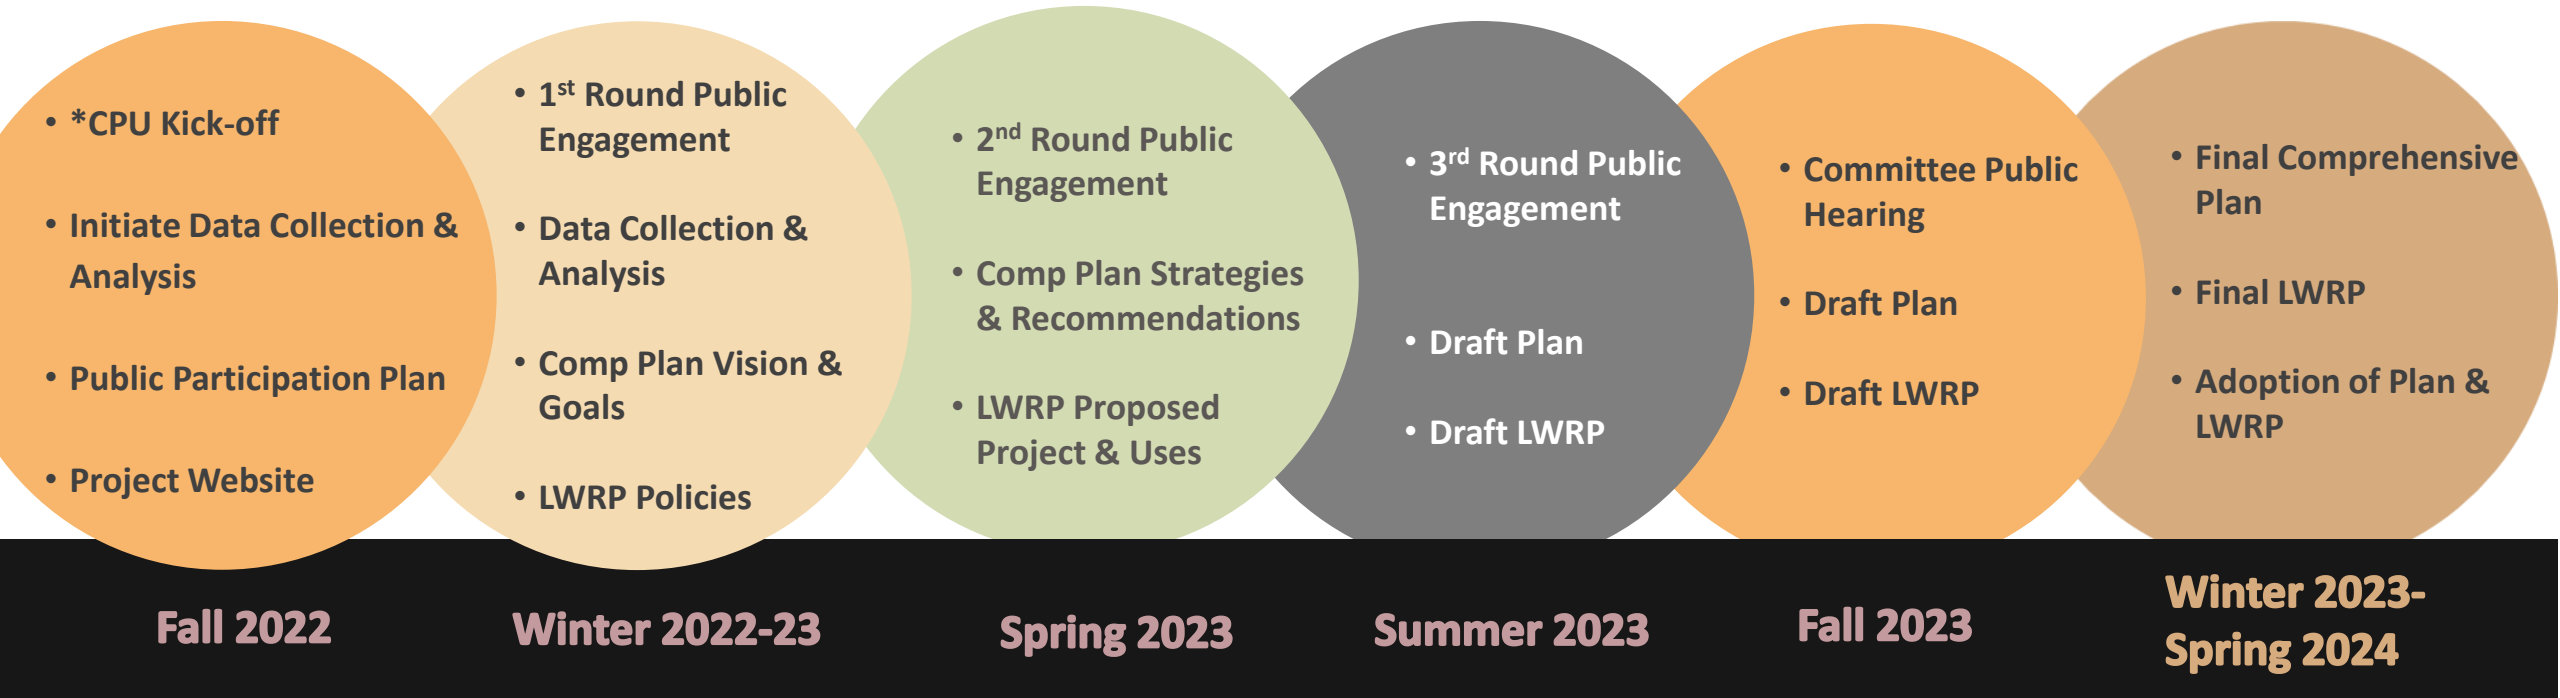 • *CPU Kick-off
• Initiate Data Collection &
Analysis
• Public Participation Plan
• Project Website
• 1st Round Public
Engagement
• Data Collection &
Analysis
• Comp Plan Vision &
Goals
• LWRP Policies
• 2nd Round Public
Engagement
• Comp Plan Strategies
& Recommendations
• LWRP Proposed
Project & Uses
• 3rd Round Public
Engagement
• Draft Plan
• Draft LWRP
• Committee Public
Hearing
• Draft Plan
• Draft LWRP
• Final Comprehensive
Plan
• Final LWRP
• Adoption of Plan &
LWRP
Fall 2022
Winter 2022-23
Spring 2023
Summer 2023
Fall 2023
Winter 2023-
Spring 2024